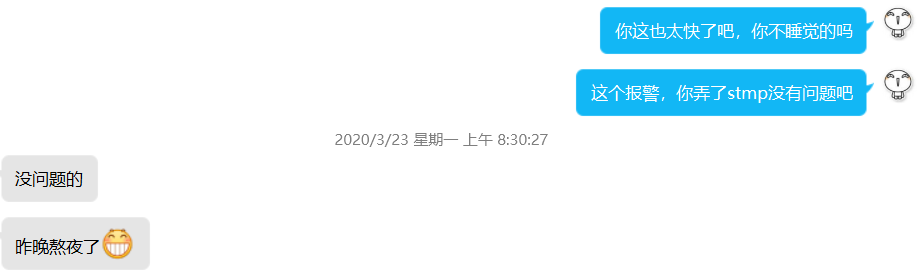 你这也太快了吧，你不睡觉的吗
这个报警，你弄了stmp没有问题吧
2020/3/23 星期一 上午 8:30:27
没问题的
昨晚熬夜了